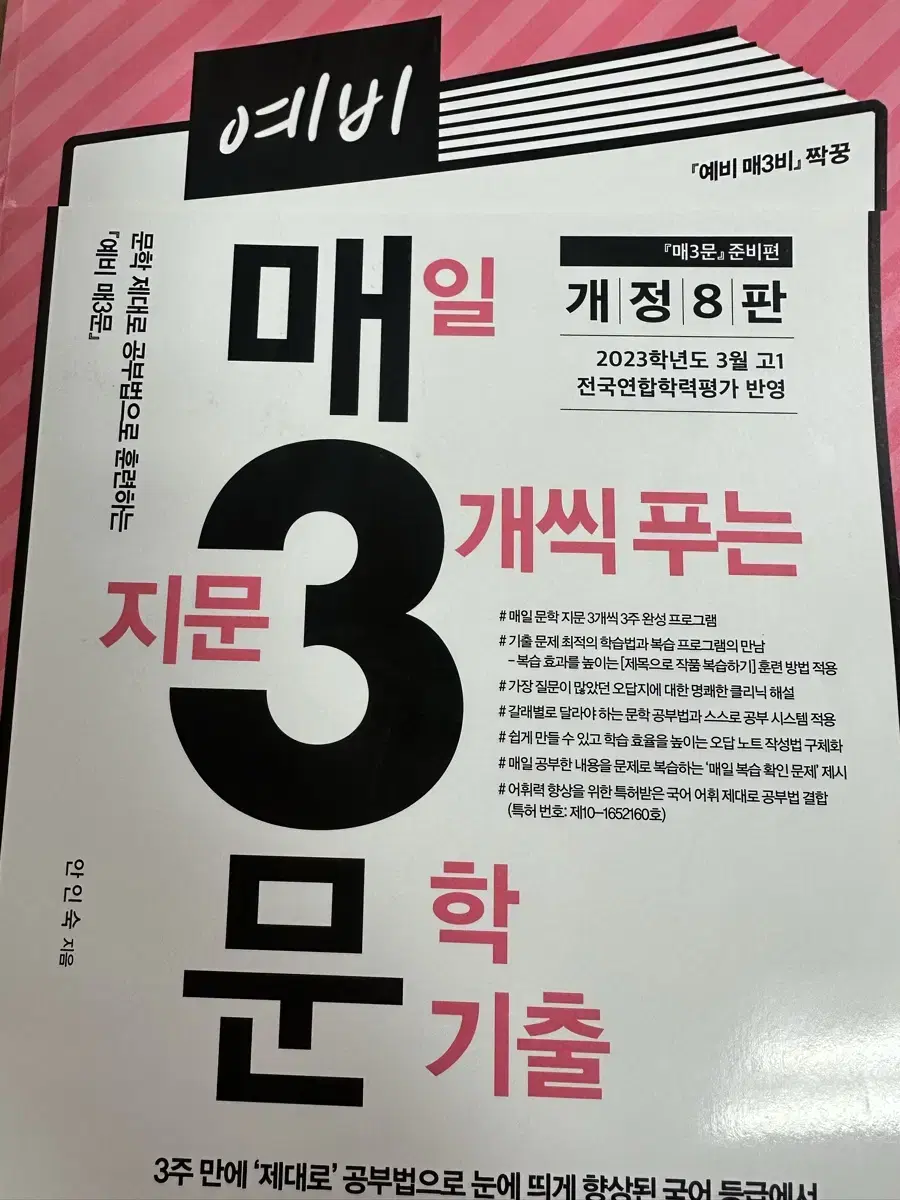 예비
『예비 매3비』 짝꿍
문학 제대로 공부법으로 훈련하는
『예비 매3문』
『매3문』 준비편
개정8판
2023학년도 3월 고1
전국연합학력평가 반영
매일
3개씩 푸는
지문
# 매일 문학 지문 3개씩 3주 완성 프로그램
# 기출 문제 최적의 학습법과 복습 프로그램의 만남
– 복습 효과를 높이는 [제목으로 작품 복습하기] 훈련 방법 적용
# 가장 질문이 많았던 오답지에 대한 명쾌한 클리닉 해설
# 갈래별로 달라야 하는 문학 공부법과 스스로 공부 시스템 적용
# 쉽게 만들 수 있고 학습 효율을 높이는 오답 노트 작성법 구체화
# 매일 공부한 내용을 문제로 복습하는 '매일 복습 확인 문제' 제시
# 어휘력 향상을 위한 특허받은 국어 어휘 제대로 공부법 결합
(특허 번호: 제10–1652160호)
문학
기출
안인숙 지음
3주 만에 '제대로' 공부법으로 눈에 띄게 향상된 국어 등급에서